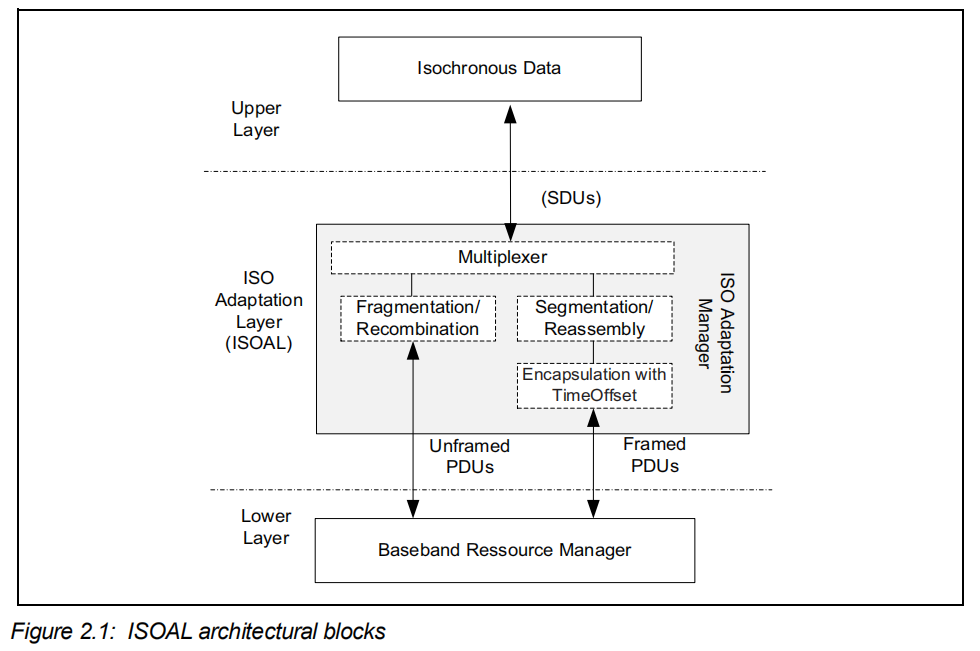 Isochronous Data
Upper
Layer
(SDUs)
Multiplexer
ISO
Adaptation
Layer
(ISOAL)
Fragmentation/
Recombination
Segmentation/
Reassembly
Encapsulation with
TimeOffset
ISO Adaptation
Manager
Unframed
PDUs
Framed
PDUs
Lower
Layer
Baseband Ressource Manager
Figure 2.1: ISOAL architectural blocks